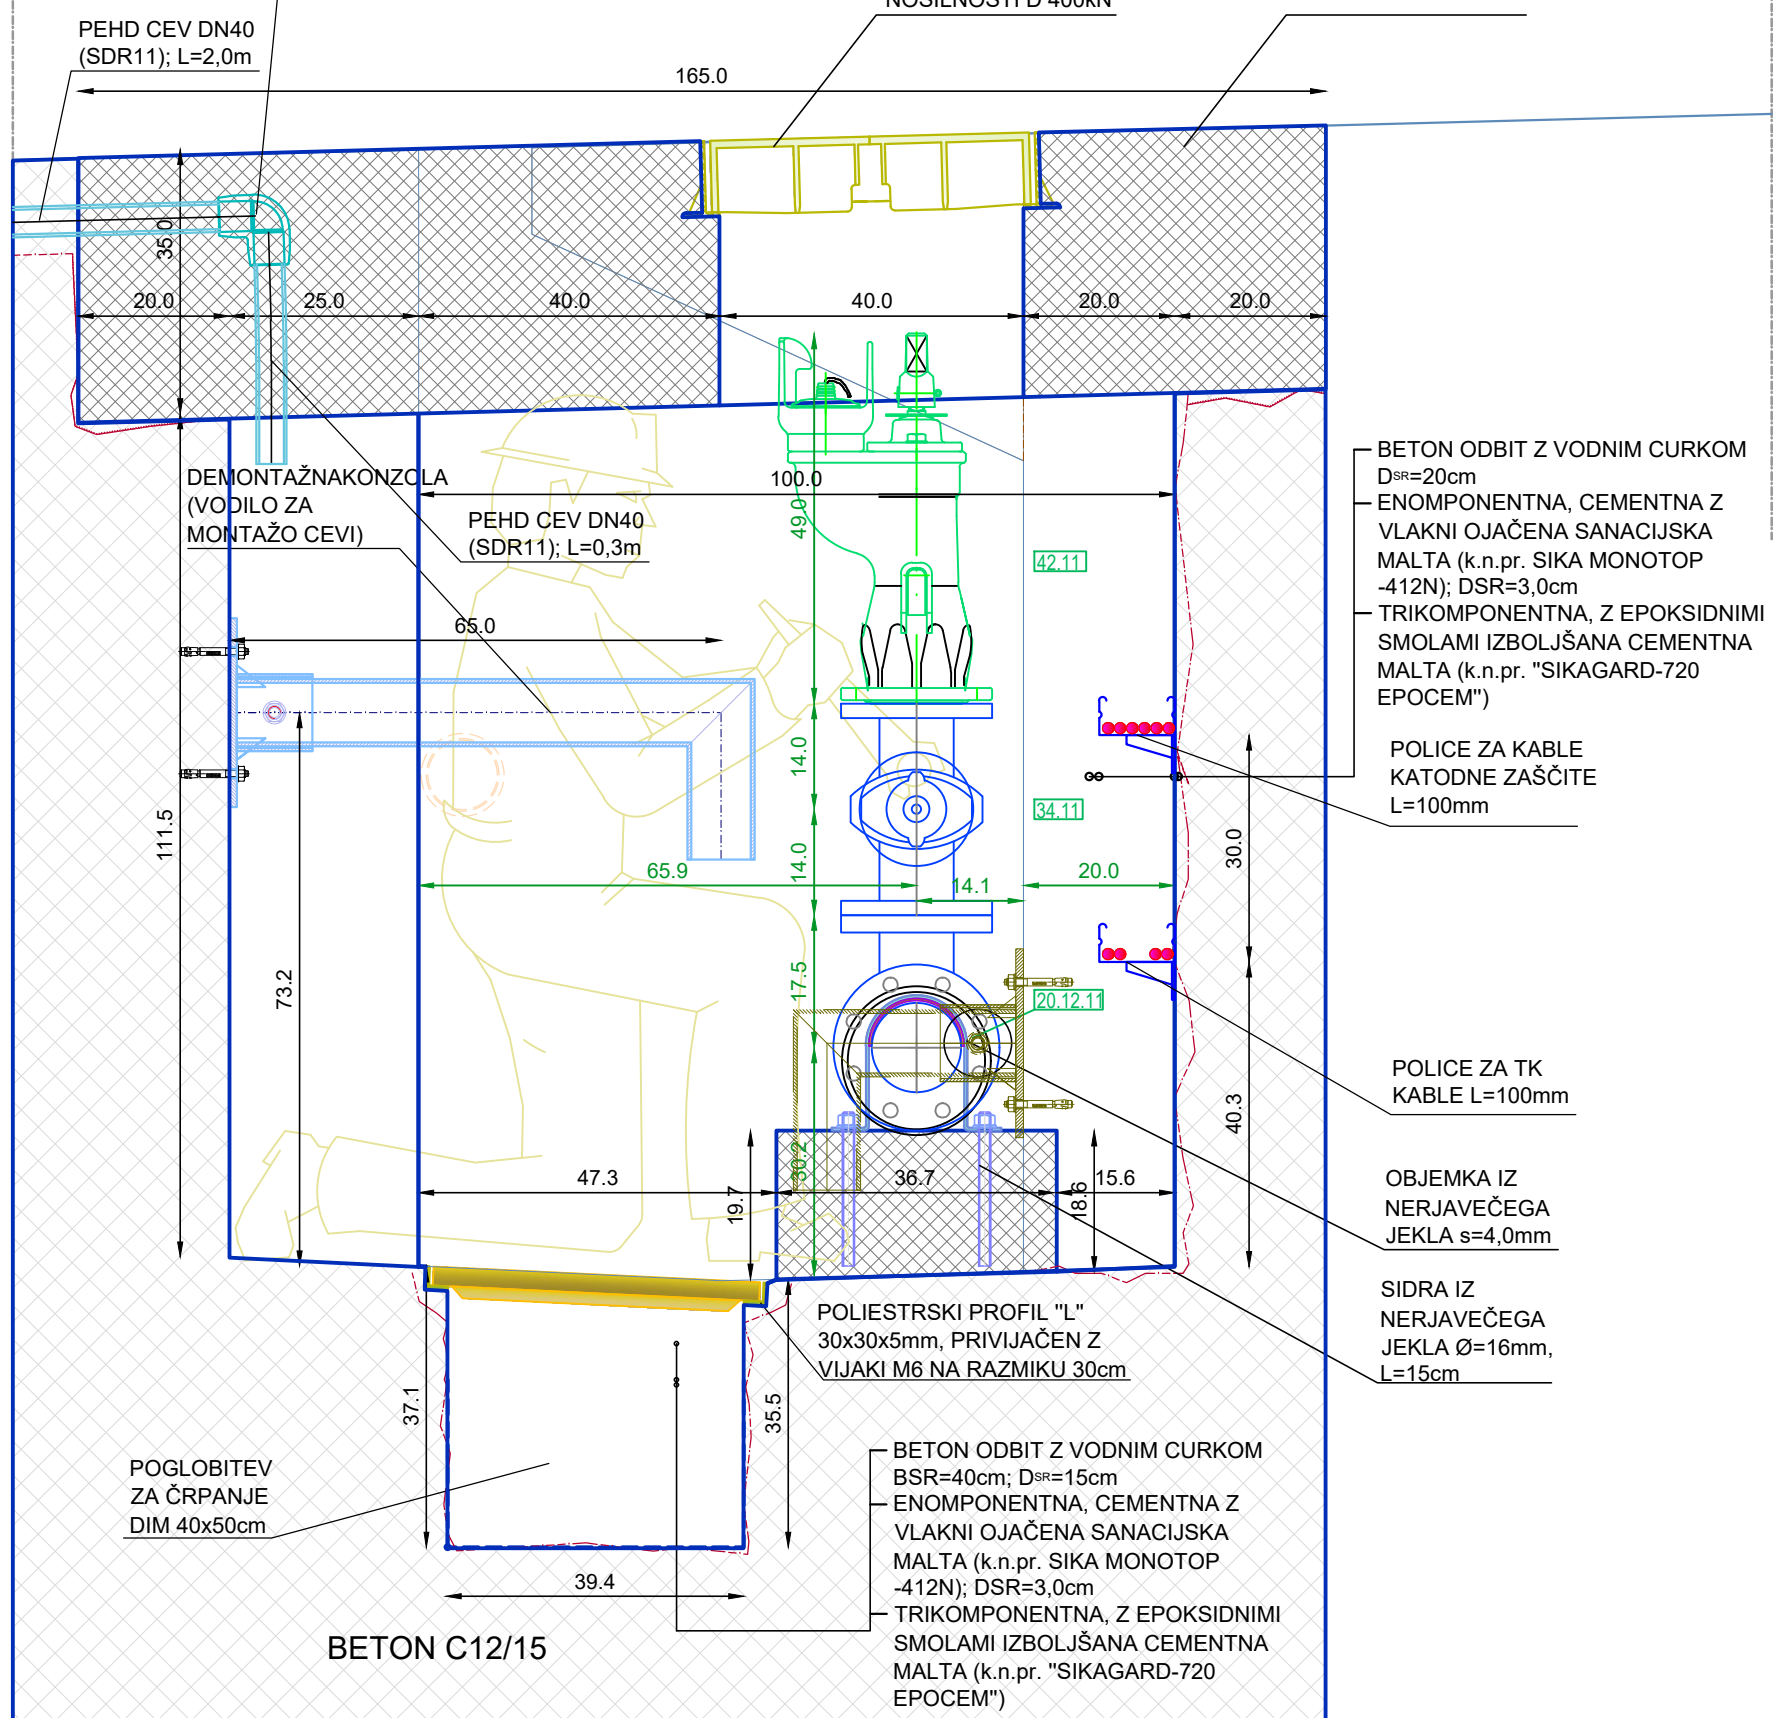 NOSILNOSTI D 400kN
PEHD CEV DN40
(SDR11); L=2,0m
165.0
35.0
20.0
25.0
40.0
40.0
20.0
20.0
DEMONTAŽNAKONZOLA
(VODILO ZA
MONTAŽO CEVI)
PEHD CEV DN40
(SDR11); L=0,3m
100.0
49.0
42.11
65.0
14.0
34.11
14.0
65.9
14.1
20.0
111.5
73.2
17.5
20.12.11
30.2
30.0
40.3
47.3
19.7
36.7
18.6
15.6
BETON ODBIT Z VODNIM CURKOM
DSR=20cm
ENOMPONENTNA, CEMENTNA Z
VLAKNI OJAČENA SANACIJSKA
MALTA (k.n.pr. SIKA MONOTOP
-412N); DSR=3,0cm
TRIKOMPONENTNA, Z EPOKSIDNIMI
SMOLAMI IZBOLJŠANA CEMENTNA
MALTA (k.n.pr. "SIKAGARD-720
EPOCEM")
POLICE ZA KABLE
KATODNE ZAŠČITE
L=100mm
POLICE ZA TK
KABLE L=100mm
OBJEMKA IZ
NERJAVEČEGA
JEKLA s=4,0mm
SIDRA IZ
NERJAVEČEGA
JEKLA Ø=16mm,
L=15cm
POLIESTRSKI PROFIL "L"
30x30x5mm, PRIVIJAČEN Z
VIJAKI M6 NA RAZMIKU 30cm
37.1
35.5
POGLOBITEV
ZA ČRPANJE
DIM 40x50cm
39.4
BETON ODBIT Z VODNIM CURKOM
BSR=40cm; DSR=15cm
ENOMPONENTNA, CEMENTNA Z
VLAKNI OJAČENA SANACIJSKA
MALTA (k.n.pr. SIKA MONOTOP
-412N); DSR=3,0cm
TRIKOMPONENTNA, Z EPOKSIDNIMI
SMOLAMI IZBOLJŠANA CEMENTNA
MALTA (k.n.pr. "SIKAGARD-720
EPOCEM")
BETON C12/15